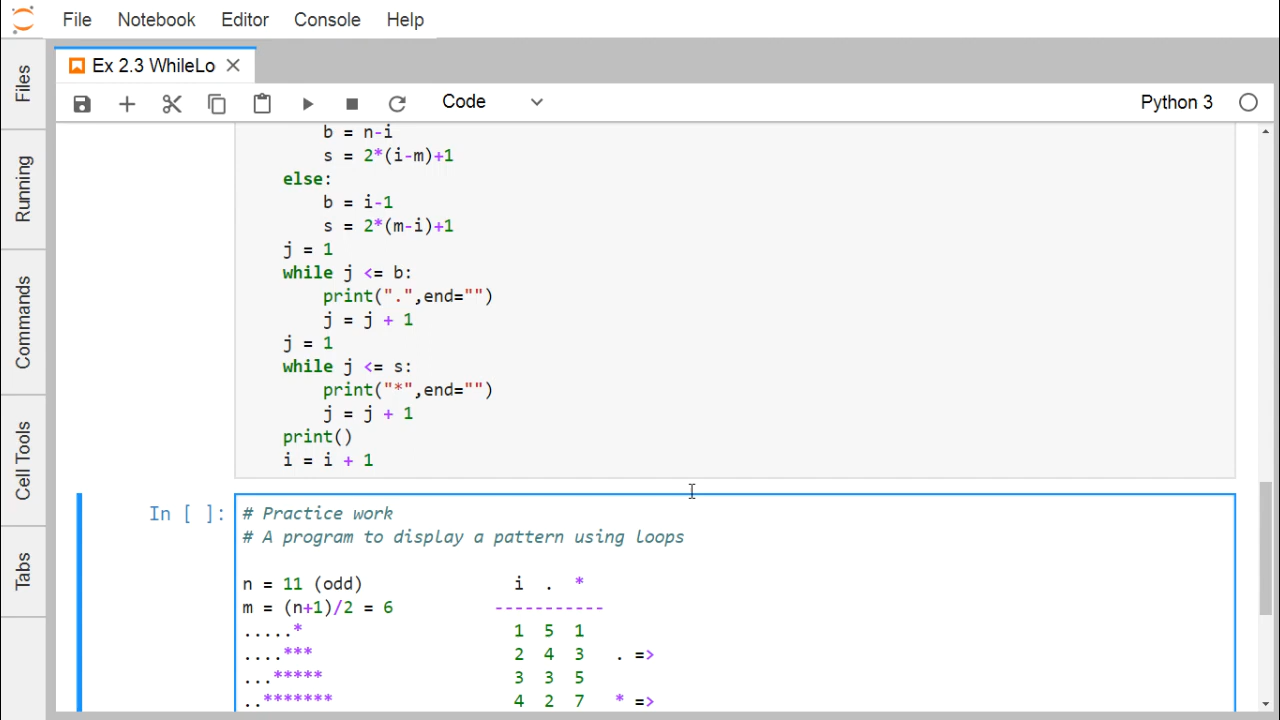 File Notebook Editor Console Help
Ex 2.3 WhileLo
Code Python 3
Files
Running
Commands
Cell Tools
Tabs
b = n-i
s = 2*(i-m)+1
else:
b = i-1
s = 2*(m-i)+1
j = 1
while j <= b:
print(".",end="")
j = j + 1
j = 1
while j <= s:
print("*",end="")
j = j + 1
print()
i = i + 1
In [ ]:
# Practice work
# A program to display a pattern using loops
n = 11 (odd) i . *
m = (n+1)/2 = 6 -----------
.....* 1 5 1
....*** 2 4 3 . =>
...***** 3 3 5
..******* 4 2 7 * =>